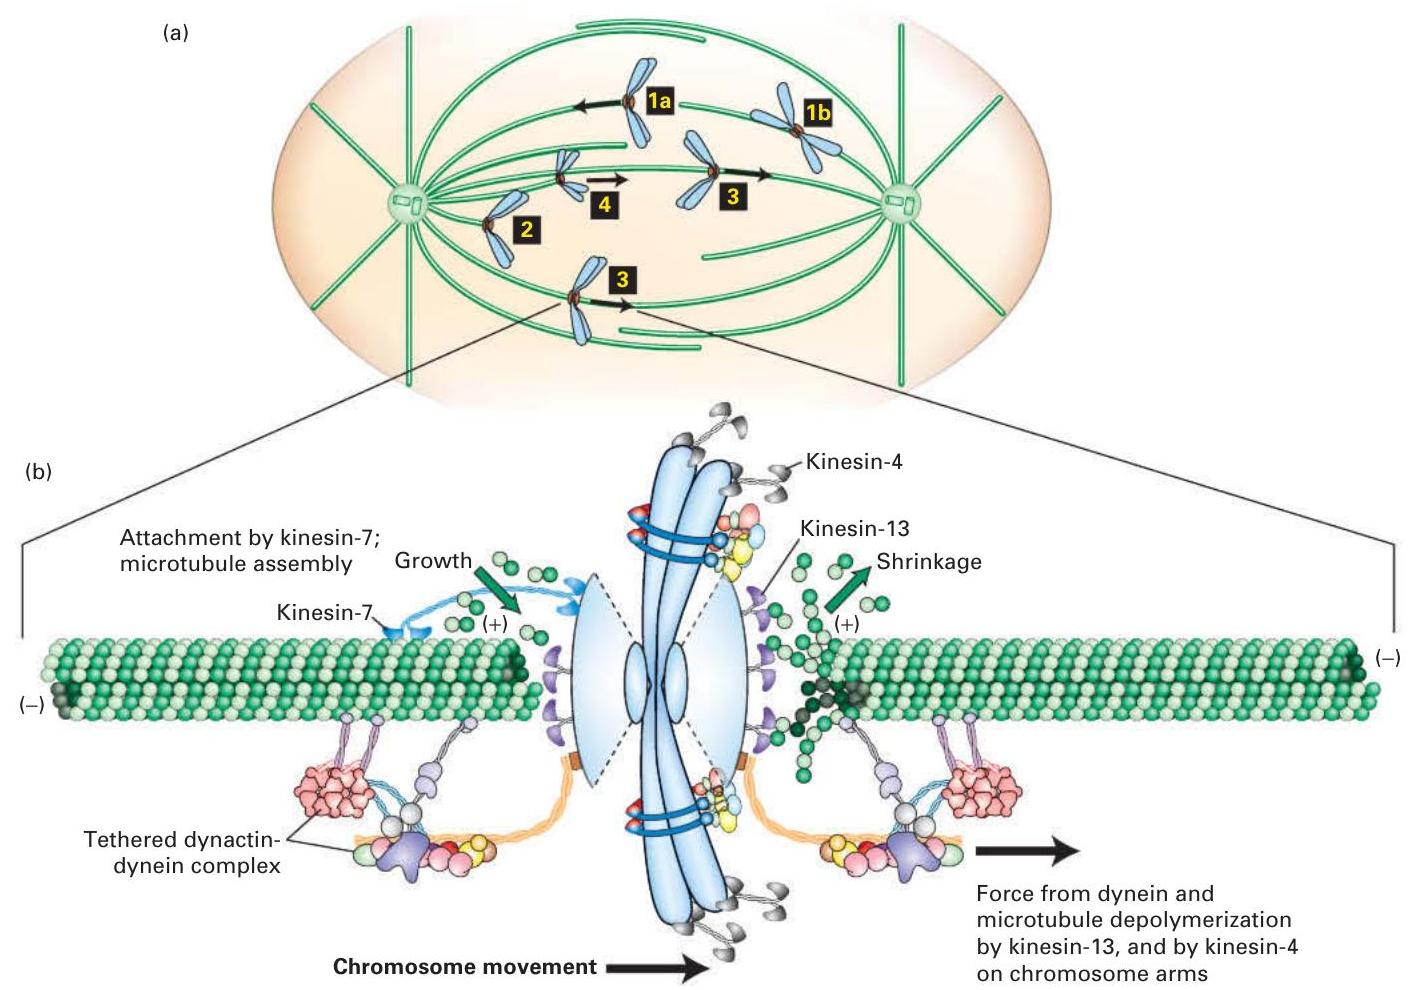 (a)
1a
1b
3
4
2
3
(b)
Kinesin-4
Kinesin-13
Attachment by kinesin-7;
microtubule assembly
Growth
Shrinkage
Kinesin-7
(+)
(+)
(–)
(–)
Tethered dynactin-
dynein complex
Force from dynein and
microtubule depolymerization
by kinesin-13, and by kinesin-4
on chromosome arms
Chromosome movement